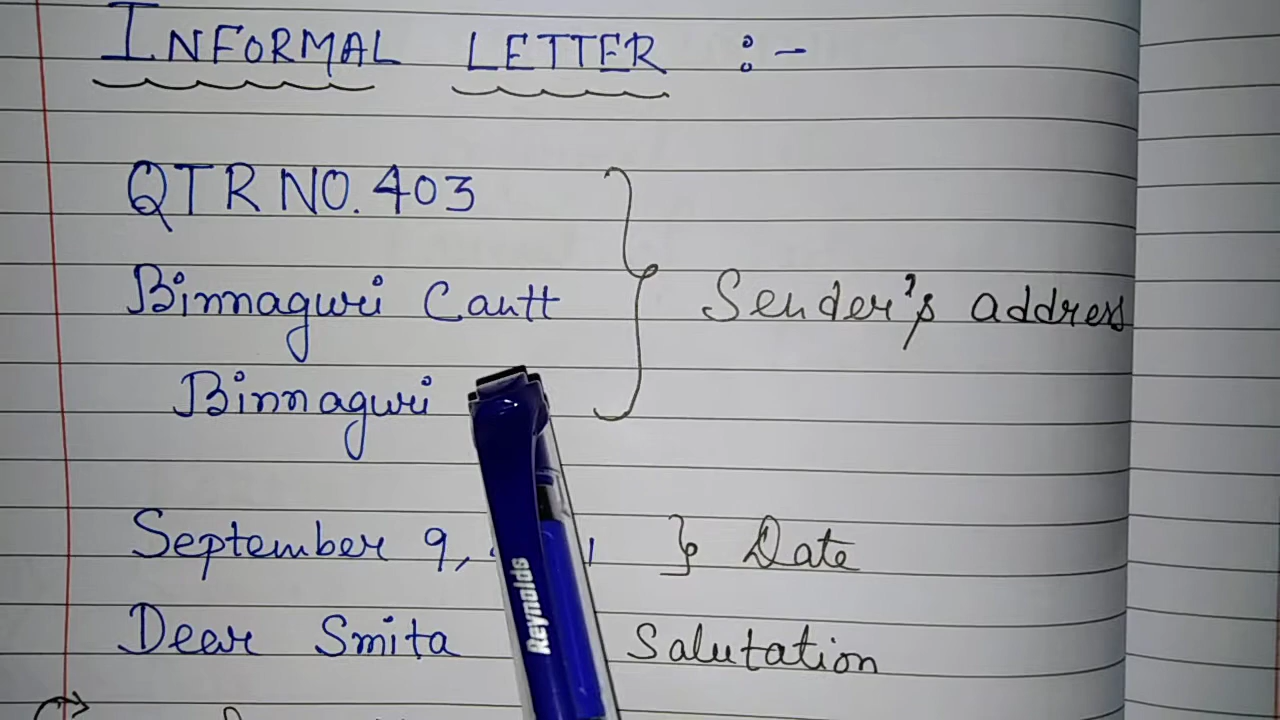 INFORMAL LETTER :-
QTR NO. 403
Binnaguri Cantt
Binnaguri
Sender's address
September 9,
Date
Dear Smita
Salutation
Reynolds